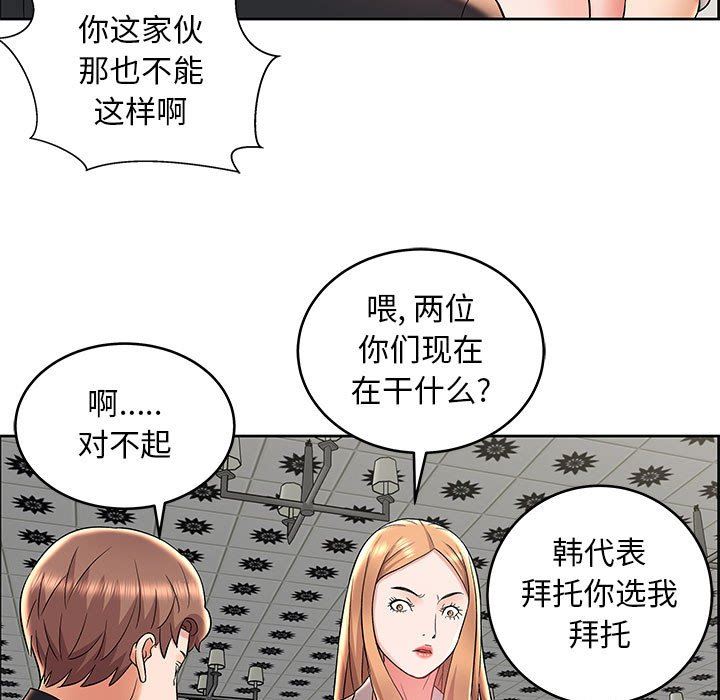 你这家伙
那也不能
这样啊
喂,两位
你们现在
在干什么?
啊.....
对不起
韩代表
拜托你选我
拜托